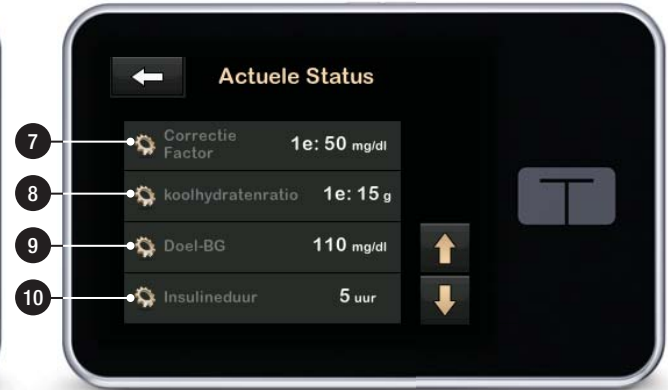 Actuele Status
7
Correctie
Factor
1e: 50 mg/dl
8
koolhydratenratio 1e: 15 g
9
Doel-BG 110 mg/dl
10
Insulineduur 5 uur